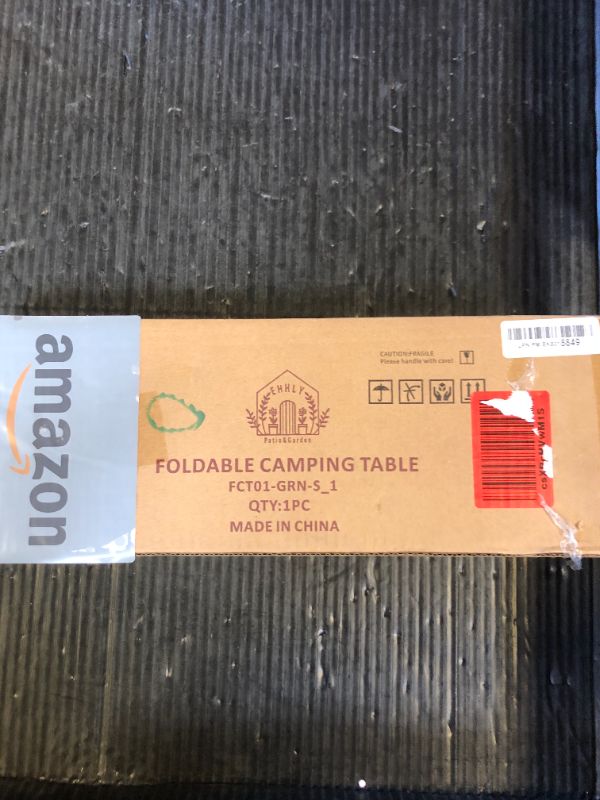 amazon
EHHLY
Patio&Garden
CAUTION:FRAGILE
Please handle with care!
FOLDABLE CAMPING TABLE
FCT01-GRN-S_1
QTY:1PC
MADE IN CHINA
5849